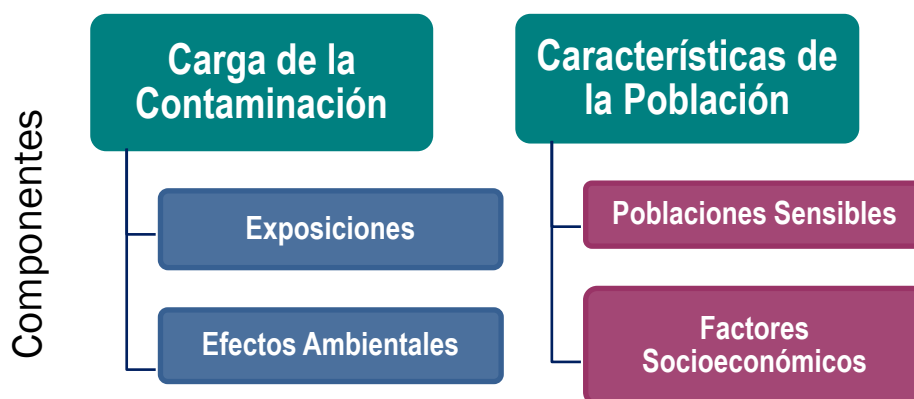 Componentes
Carga de la
Contaminación
Exposiciones
Efectos Ambientales
Características de
la Población
Poblaciones Sensibles
Factores
Socioeconómicos